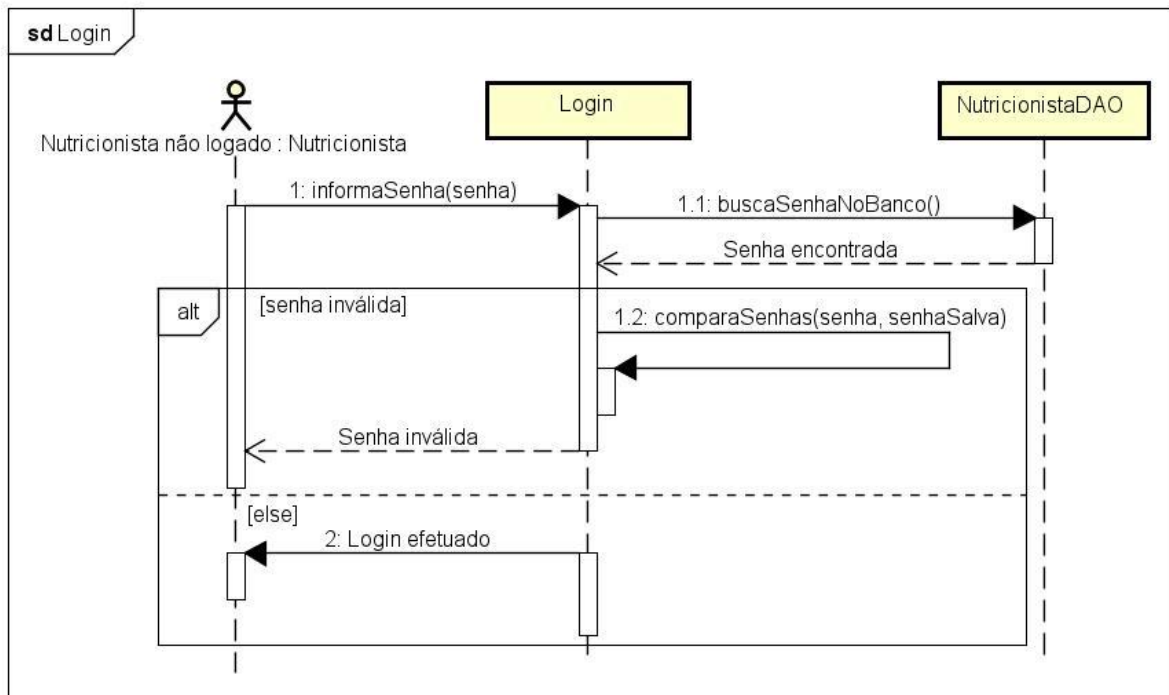 sd Login
Login
NutricionistaDAO
Nutricionista não logado : Nutricionista
1: informaSenha(senha)
1.1: buscaSenhaNoBanco()
Senha encontrada
alt
[senha inválida]
1.2: comparaSenhas(senha, senhaSalva)
Senha inválida
[else]
2: Login efetuado